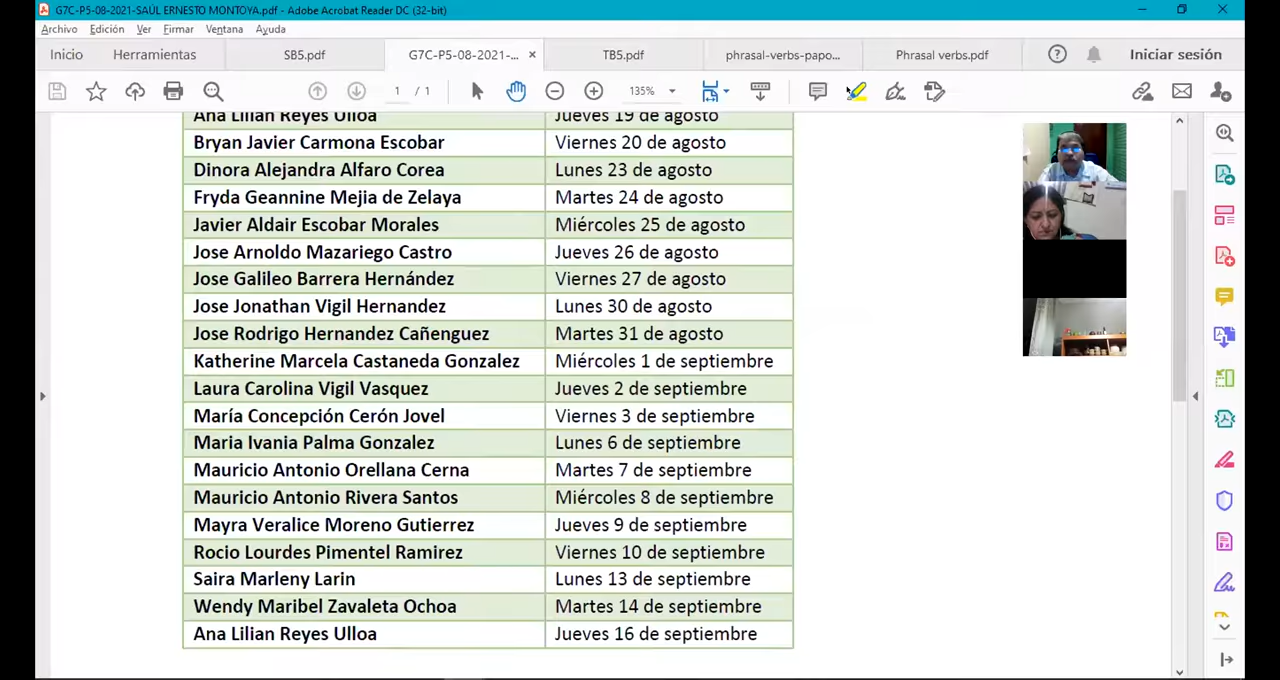 G7C-P5-08-2021-SAÚL ERNESTO MONTOYA.pdf - Adobe Acrobat Reader DC (32-bit)
Archivo Edición Ver Firmar Ventana Ayuda
Inicio Herramientas SB5.pdf G7C-P5-08-2021-... × TB5.pdf phrasal-verbs-papo... Phrasal verbs.pdf Iniciar sesión
1 / 1 135%
Ana Lilian Reyes Ulloa Jueves 19 de agosto
Bryan Javier Carmona Escobar Viernes 20 de agosto
Dinora Alejandra Alfaro Corea Lunes 23 de agosto
Fryda Geannine Mejia de Zelaya Martes 24 de agosto
Javier Aldair Escobar Morales Miércoles 25 de agosto
Jose Arnoldo Mazariego Castro Jueves 26 de agosto
Jose Galileo Barrera Hernández Viernes 27 de agosto
Jose Jonathan Vigil Hernandez Lunes 30 de agosto
Jose Rodrigo Hernandez Cañenguez Martes 31 de agosto
Katherine Marcela Castaneda Gonzalez Miércoles 1 de septiembre
Laura Carolina Vigil Vasquez Jueves 2 de septiembre
María Concepción Cerón Jovel Viernes 3 de septiembre
Maria Ivania Palma Gonzalez Lunes 6 de septiembre
Mauricio Antonio Orellana Cerna Martes 7 de septiembre
Mauricio Antonio Rivera Santos Miércoles 8 de septiembre
Mayra Veralice Moreno Gutierrez Jueves 9 de septiembre
Rocio Lourdes Pimentel Ramirez Viernes 10 de septiembre
Saira Marleny Larin Lunes 13 de septiembre
Wendy Maribel Zavaleta Ochoa Martes 14 de septiembre
Ana Lilian Reyes Ulloa Jueves 16 de septiembre